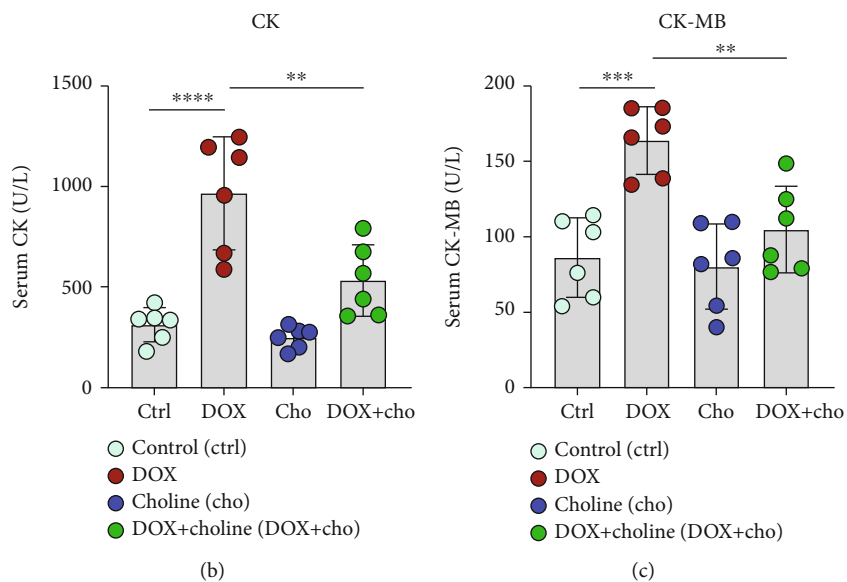 CK
****
**
1500
1000
500
0
Serum CK (U/L)
Ctrl
DOX
Cho
DOX+cho
Control (ctrl)
DOX
Choline (cho)
DOX+choline (DOX+cho)
(b)
CK-MB
***
**
200
150
100
50
0
Serum CK-MB (U/L)
Ctrl
DOX
Cho
DOX+cho
Control (ctrl)
DOX
Choline (cho)
DOX+choline (DOX+cho)
(c)